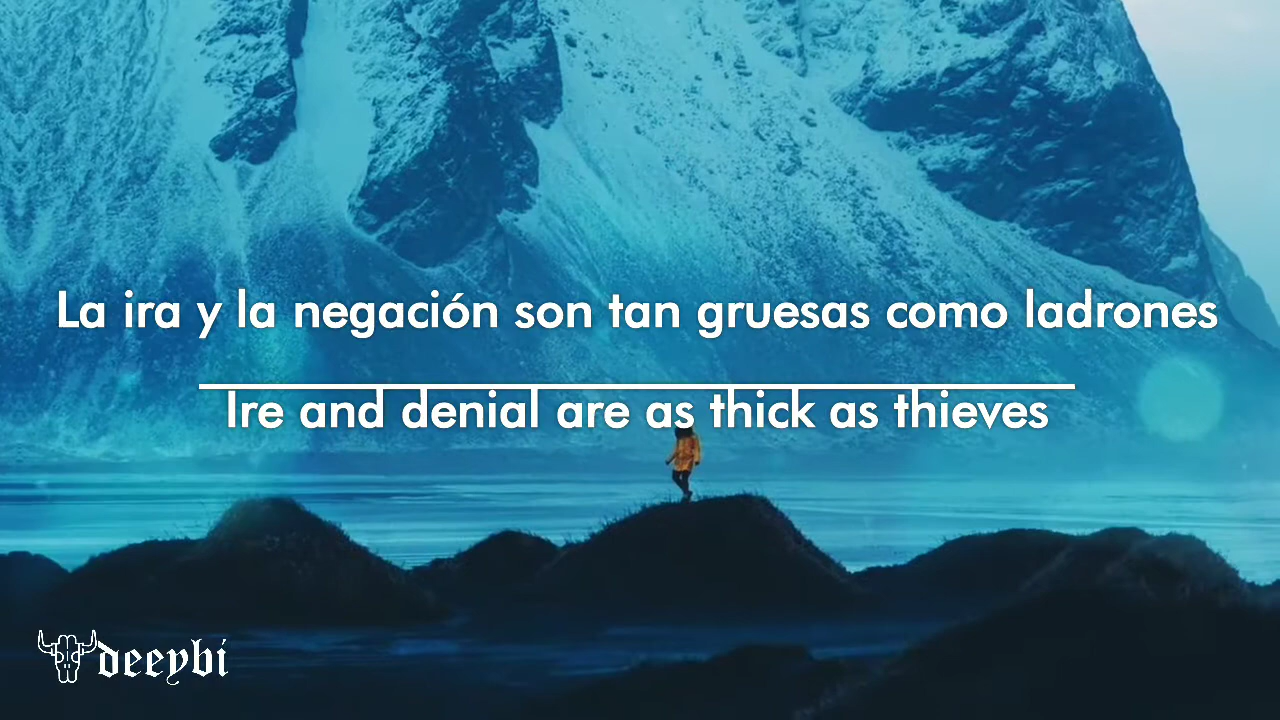 La ira y la negación son tan gruesas como ladrones
Ire and denial are as thick as thieves
deeybi